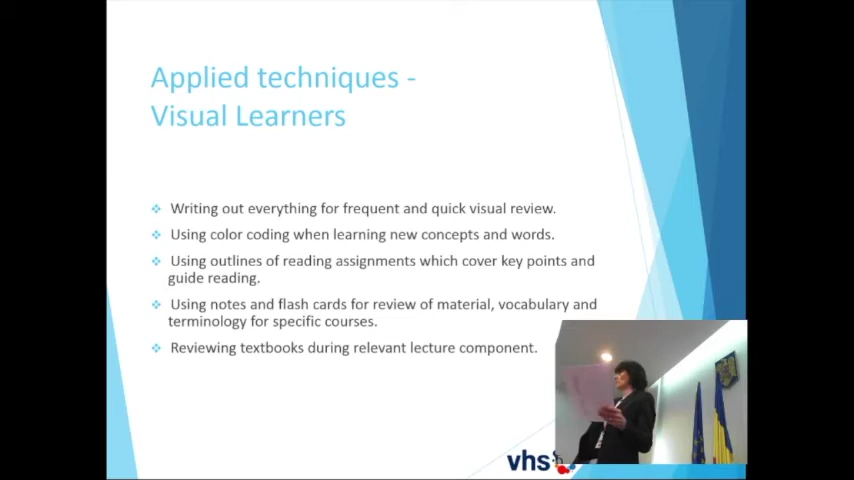 Applied techniques -
Visual Learners
Writing out everything for frequent and quick visual review.
Using color coding when learning new concepts and words.
Using outlines of reading assignments which cover key points and
guide reading.
Using notes and flash cards for review of material, vocabulary and
terminology for specific courses.
Reviewing textbooks during relevant lecture component.
vhs